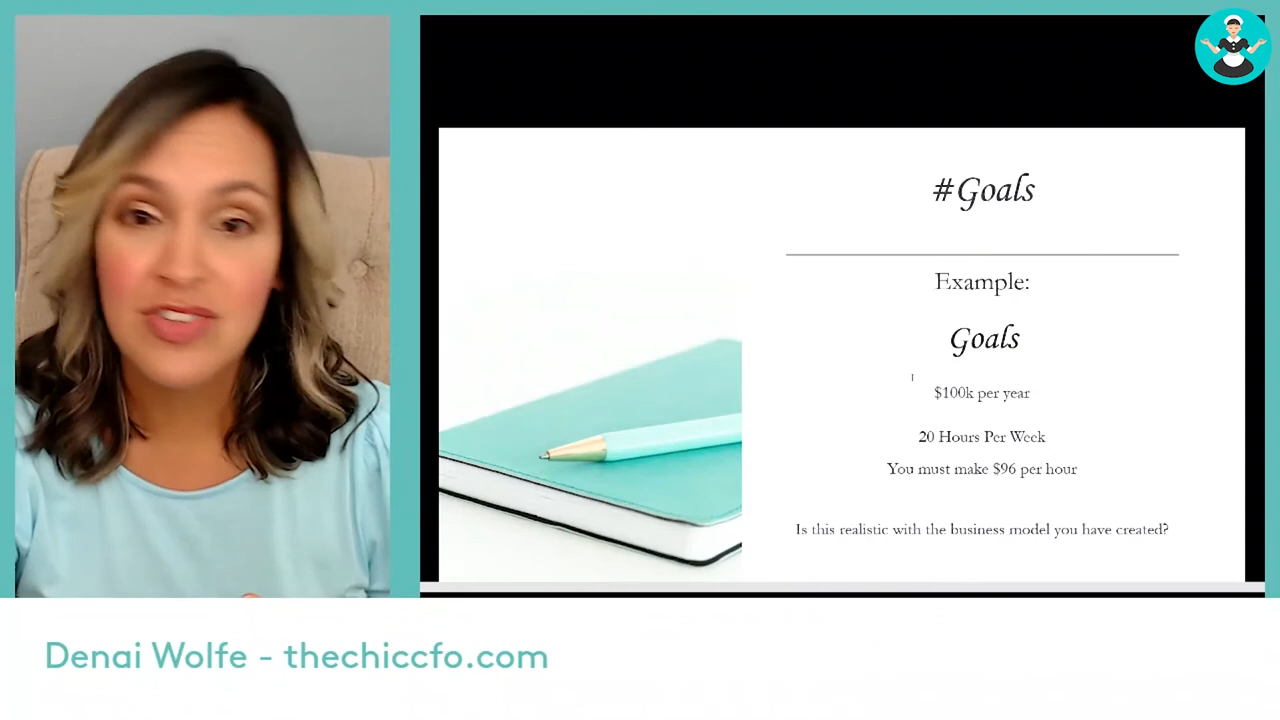 #Goals
Example:
Goals
$100k per year
20 Hours Per Week
You must make $96 per hour
Is this realistic with the business model you have created?
Denai Wolfe - thechiccfo.com